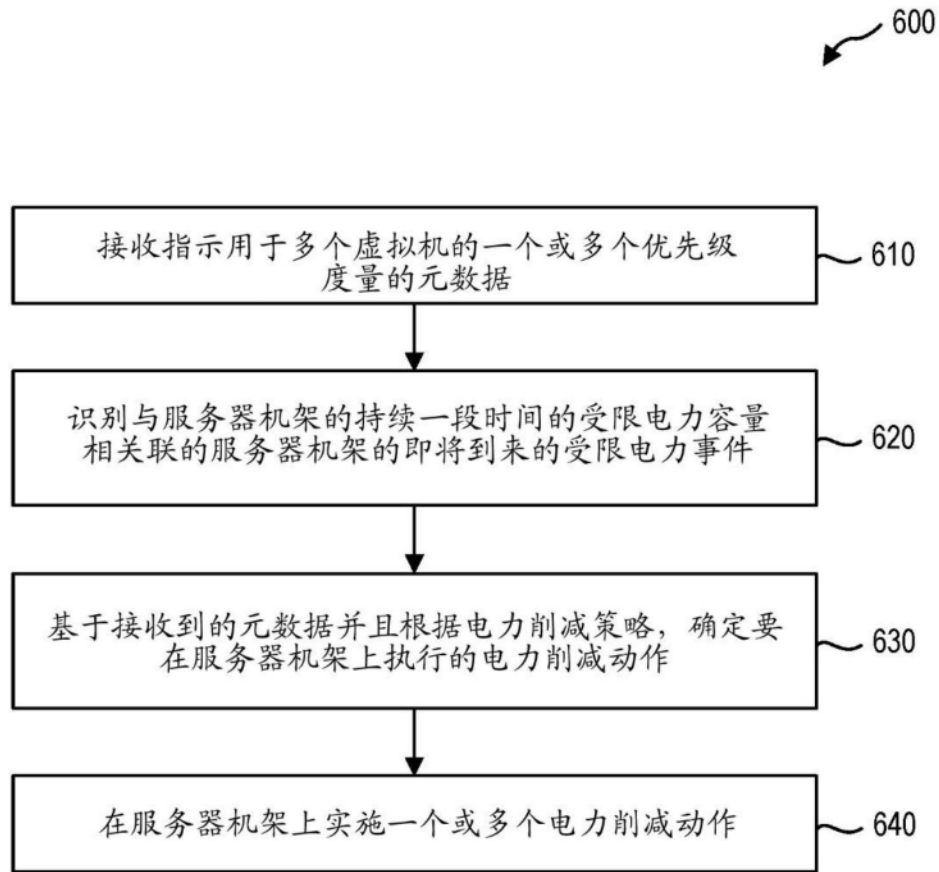 600
接收指示用于多个虚拟机的一个或多个优先级
度量的元数据
610
识别与服务器机架的持续一段时间的受限电力容量
相关联的服务器机架的即将到来的受限电力事件
620
基于接收到的元数据并且根据电力削减策略，确定要
在服务器机架上执行的电力削减动作
630
在服务器机架上实施一个或多个电力削减动作
640